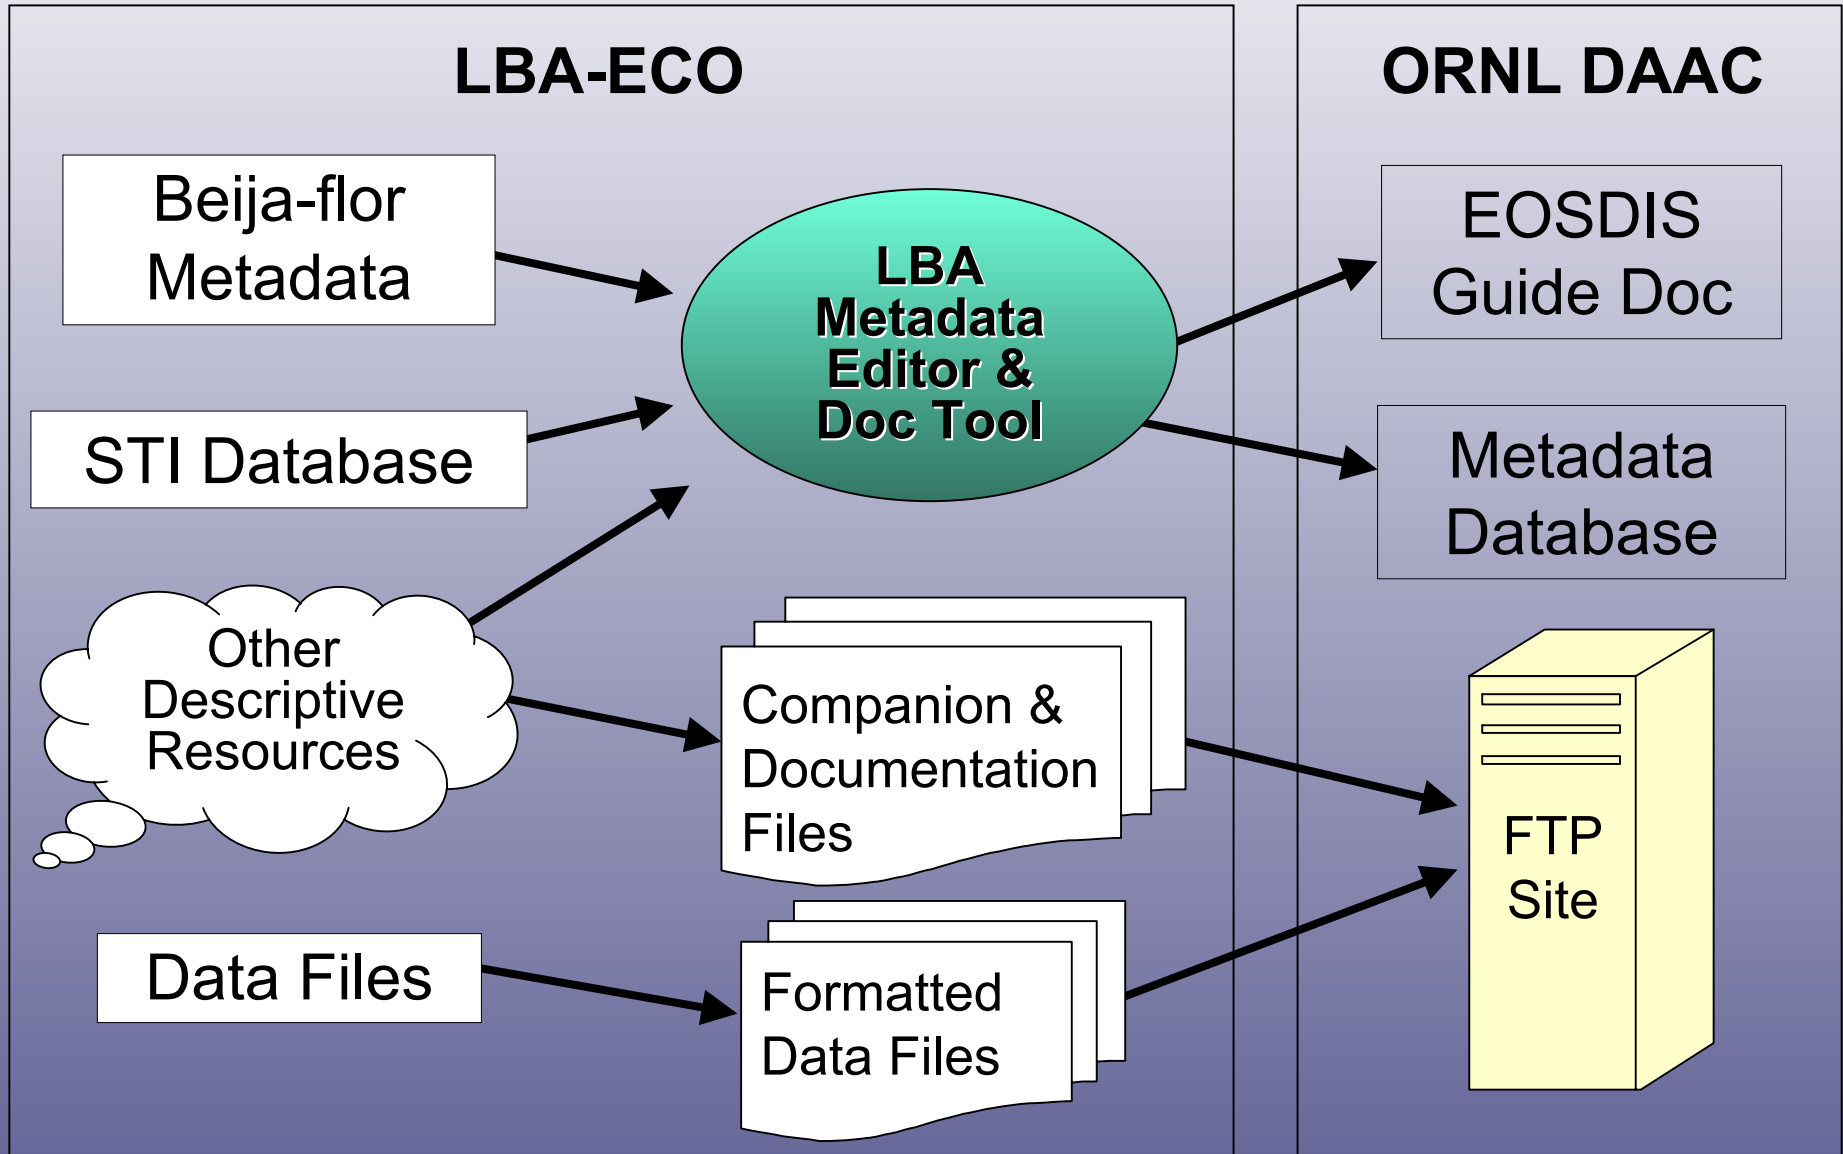 LBA-ECO
Beija-flor
Metadata
LBA
Metadata
Editor &
Doc Tool
STI Database
Other
Descriptive
Resources
Companion &
Documentation
Files
Data Files
Formatted
Data Files
ORNL DAAC
EOSDIS
Guide Doc
Metadata
Database
FTP
Site